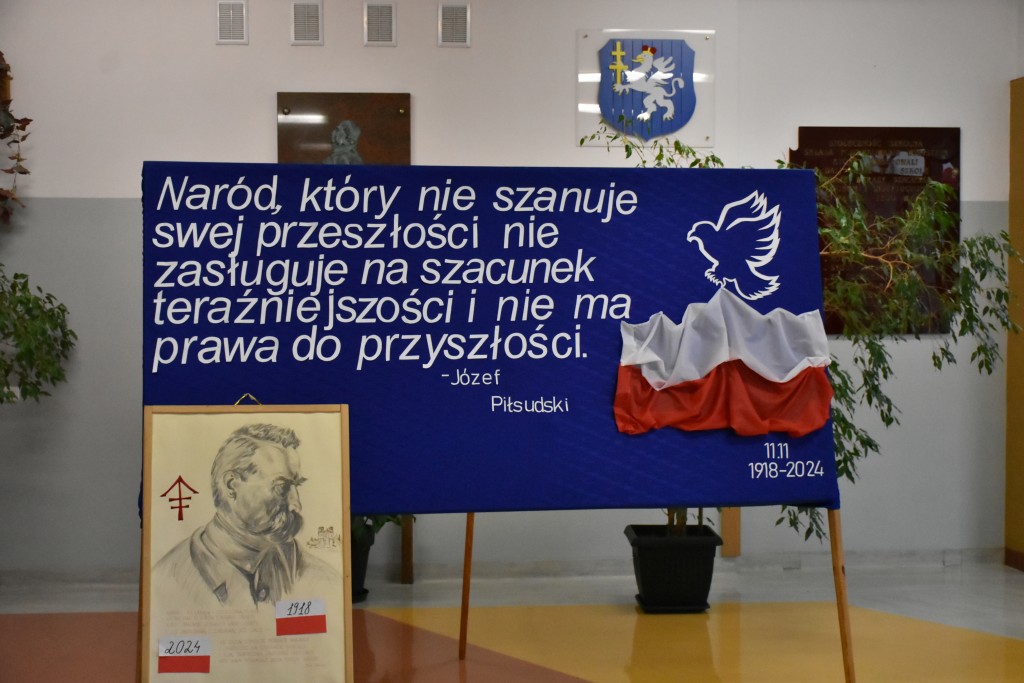 Naród, który nie szanuje
swej przeszłości nie
zasługuje na szacunek
teraźniejszości i nie ma
prawa do przyszłości.
-Józef
Piłsudski
11.11
1918-2024
1918
2024